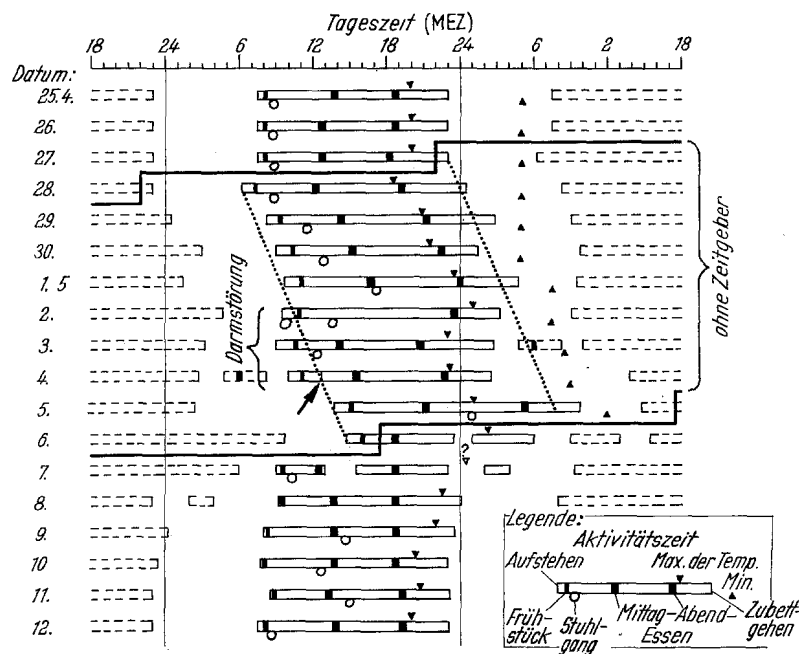 Tageszeit (MEZ)
18 24 6 12 18 24 6 2 18
Datum:
25.4.
26.
27.
28.
29.
30.
1. 5
2.
3.
4.
5.
6.
7.
8.
9.
10.
11.
12.
Darmstörung
ohne Zeitgeber
?
Legende:
Aktivitätszeit
Aufstehen
Max. der Temp.
Min.
Früh-
stück
Stuhl-
gang
Mittag-Abend-
Essen
Zubett-
gehen